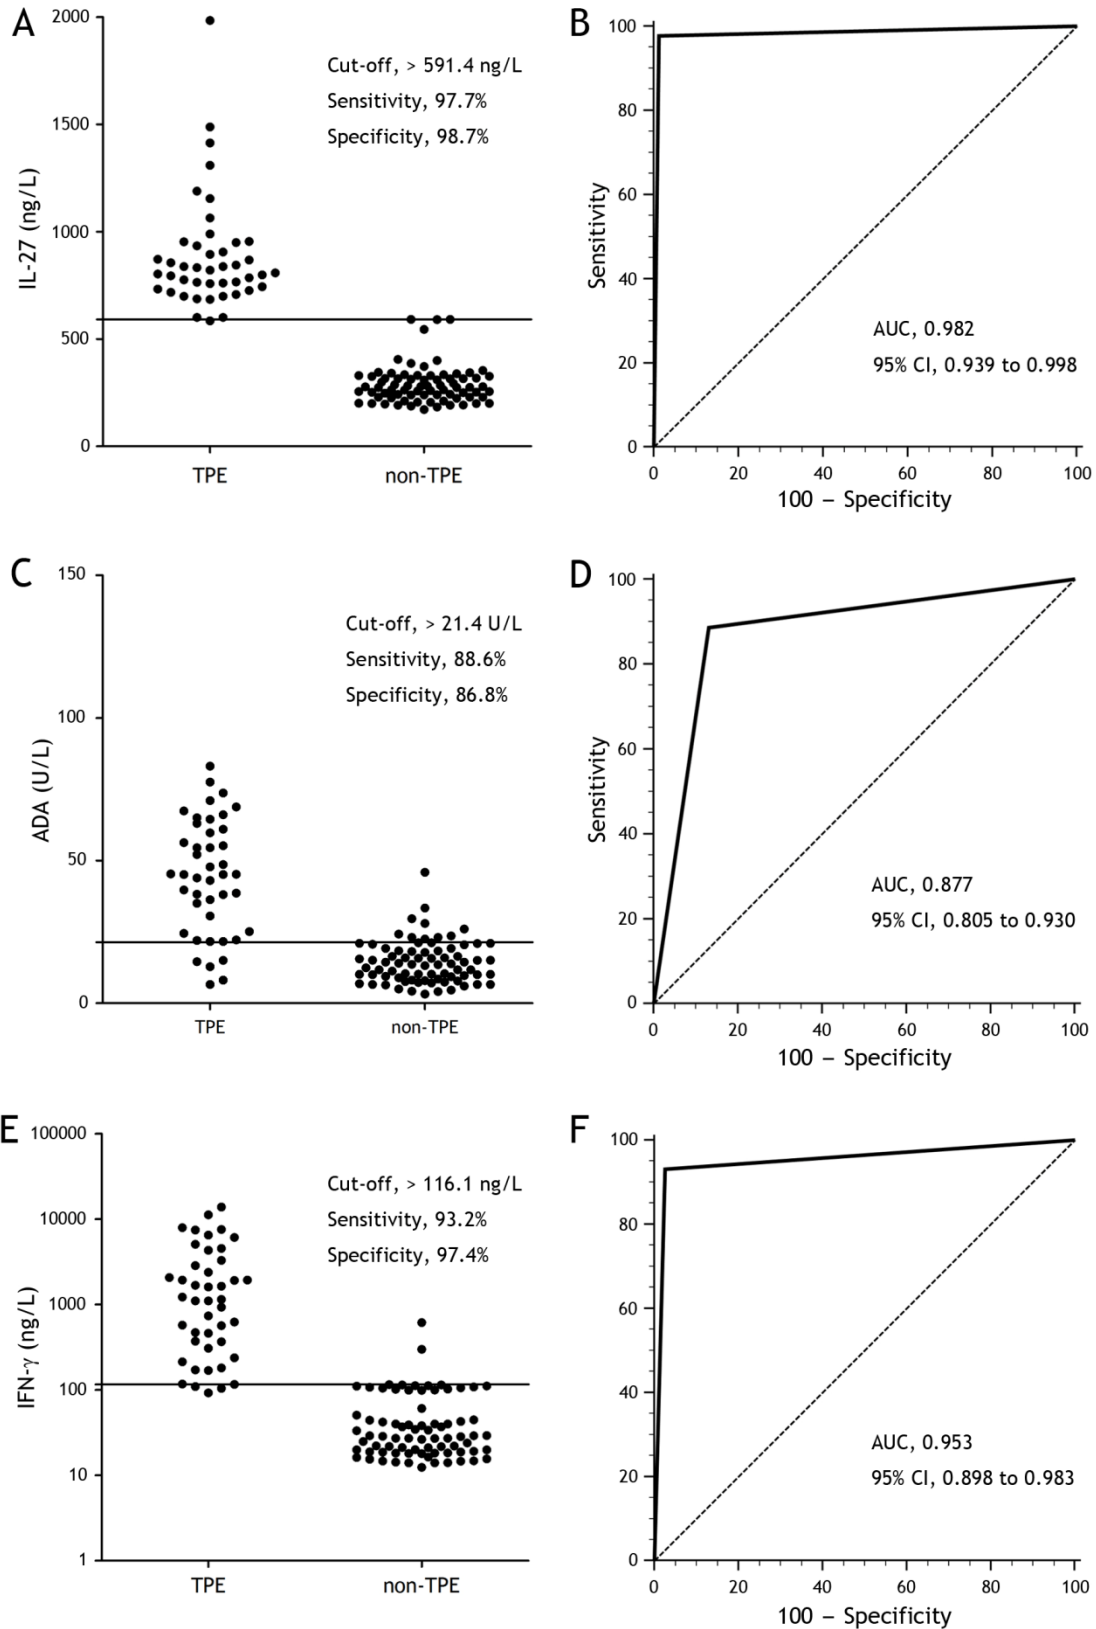 A
2000
1500
1000
500
0
IL-27 (ng/L)
Cut-off, > 591.4 ng/L
Sensitivity, 97.7%
Specificity, 98.7%
TPE
non-TPE
B
100
80
60
40
20
0
Sensitivity
AUC, 0.982
95% CI, 0.939 to 0.998
0
20
40
60
80
100
100 – Specificity
C
150
100
50
0
ADA (U/L)
Cut-off, > 21.4 U/L
Sensitivity, 88.6%
Specificity, 86.8%
TPE
non-TPE
D
100
80
60
40
20
0
Sensitivity
AUC, 0.877
95% CI, 0.805 to 0.930
0
20
40
60
80
100
100 – Specificity
E
100000
10000
1000
100
10
1
IFN-γ (ng/L)
Cut-off, > 116.1 ng/L
Sensitivity, 93.2%
Specificity, 97.4%
TPE
non-TPE
F
100
80
60
40
20
0
AUC, 0.953
95% CI, 0.898 to 0.983
0
20
40
60
80
100
100 – Specificity